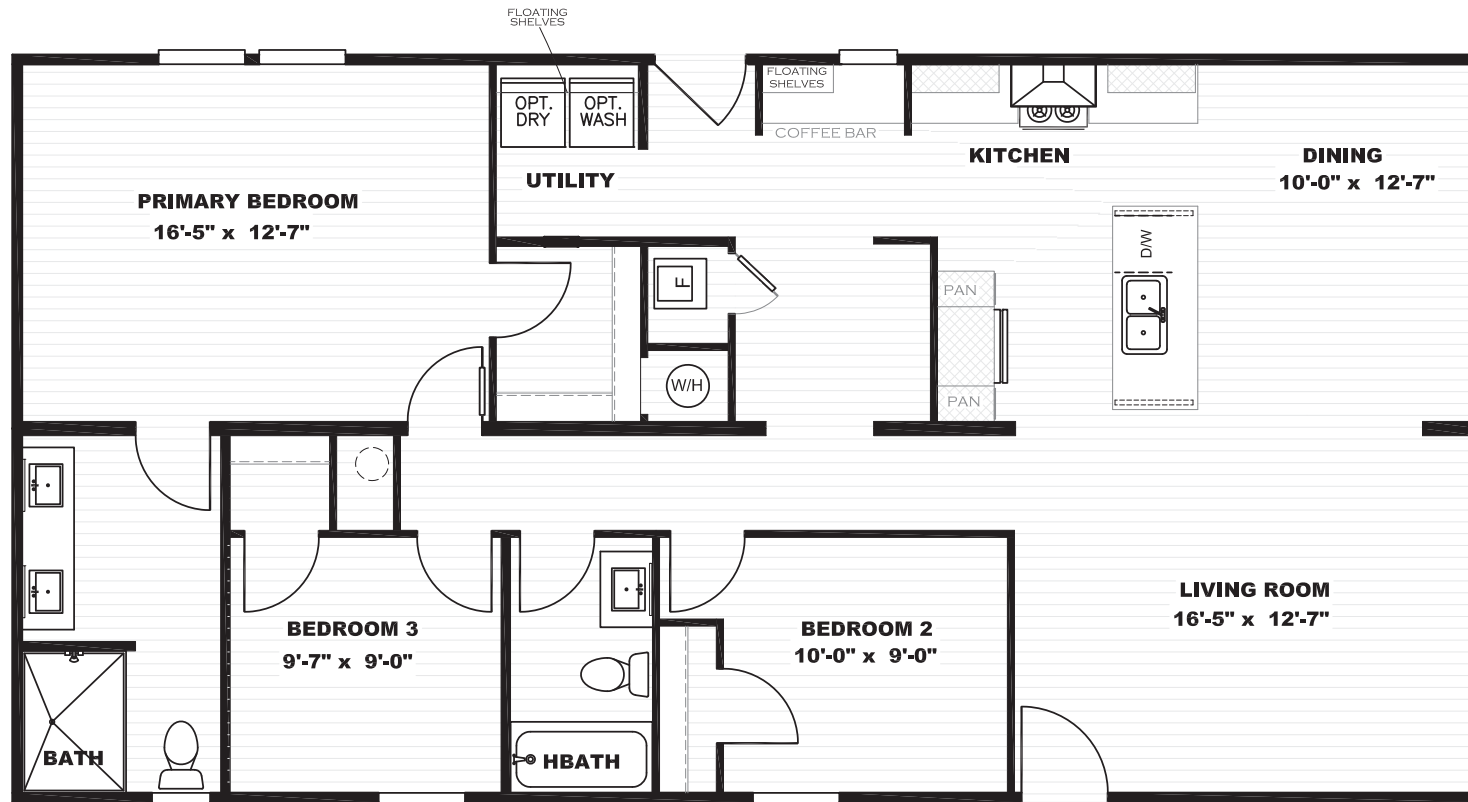 FLOATING
SHELVES
OPT.
DRY
OPT.
WASH
FLOATING
SHELVES
COFFEE BAR
KITCHEN
DINING
10'-0" x 12'-7"
UTILITY
PRIMARY BEDROOM
16'-5" x 12'-7"
D/W
F
PAN
W/H
PAN
LIVING ROOM
16'-5" x 12'-7"
BEDROOM 3
9'-7" x 9'-0"
BEDROOM 2
10'-0" x 9'-0"
BATH
HBATH